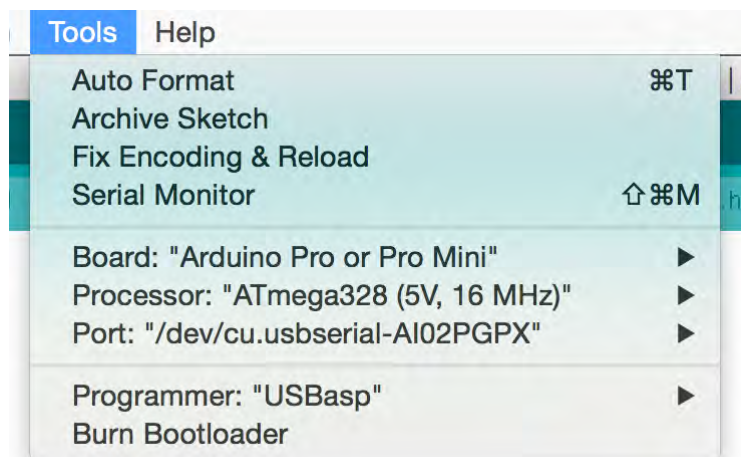 Tools Help
Auto Format ⌘T
Archive Sketch
Fix Encoding & Reload
Serial Monitor ⇧⌘M
.h
Board: "Arduino Pro or Pro Mini"
Processor: "ATmega328 (5V, 16 MHz)"
Port: "/dev/cu.usbserial-AI02PGPX"
Programmer: "USBasp"
Burn Bootloader